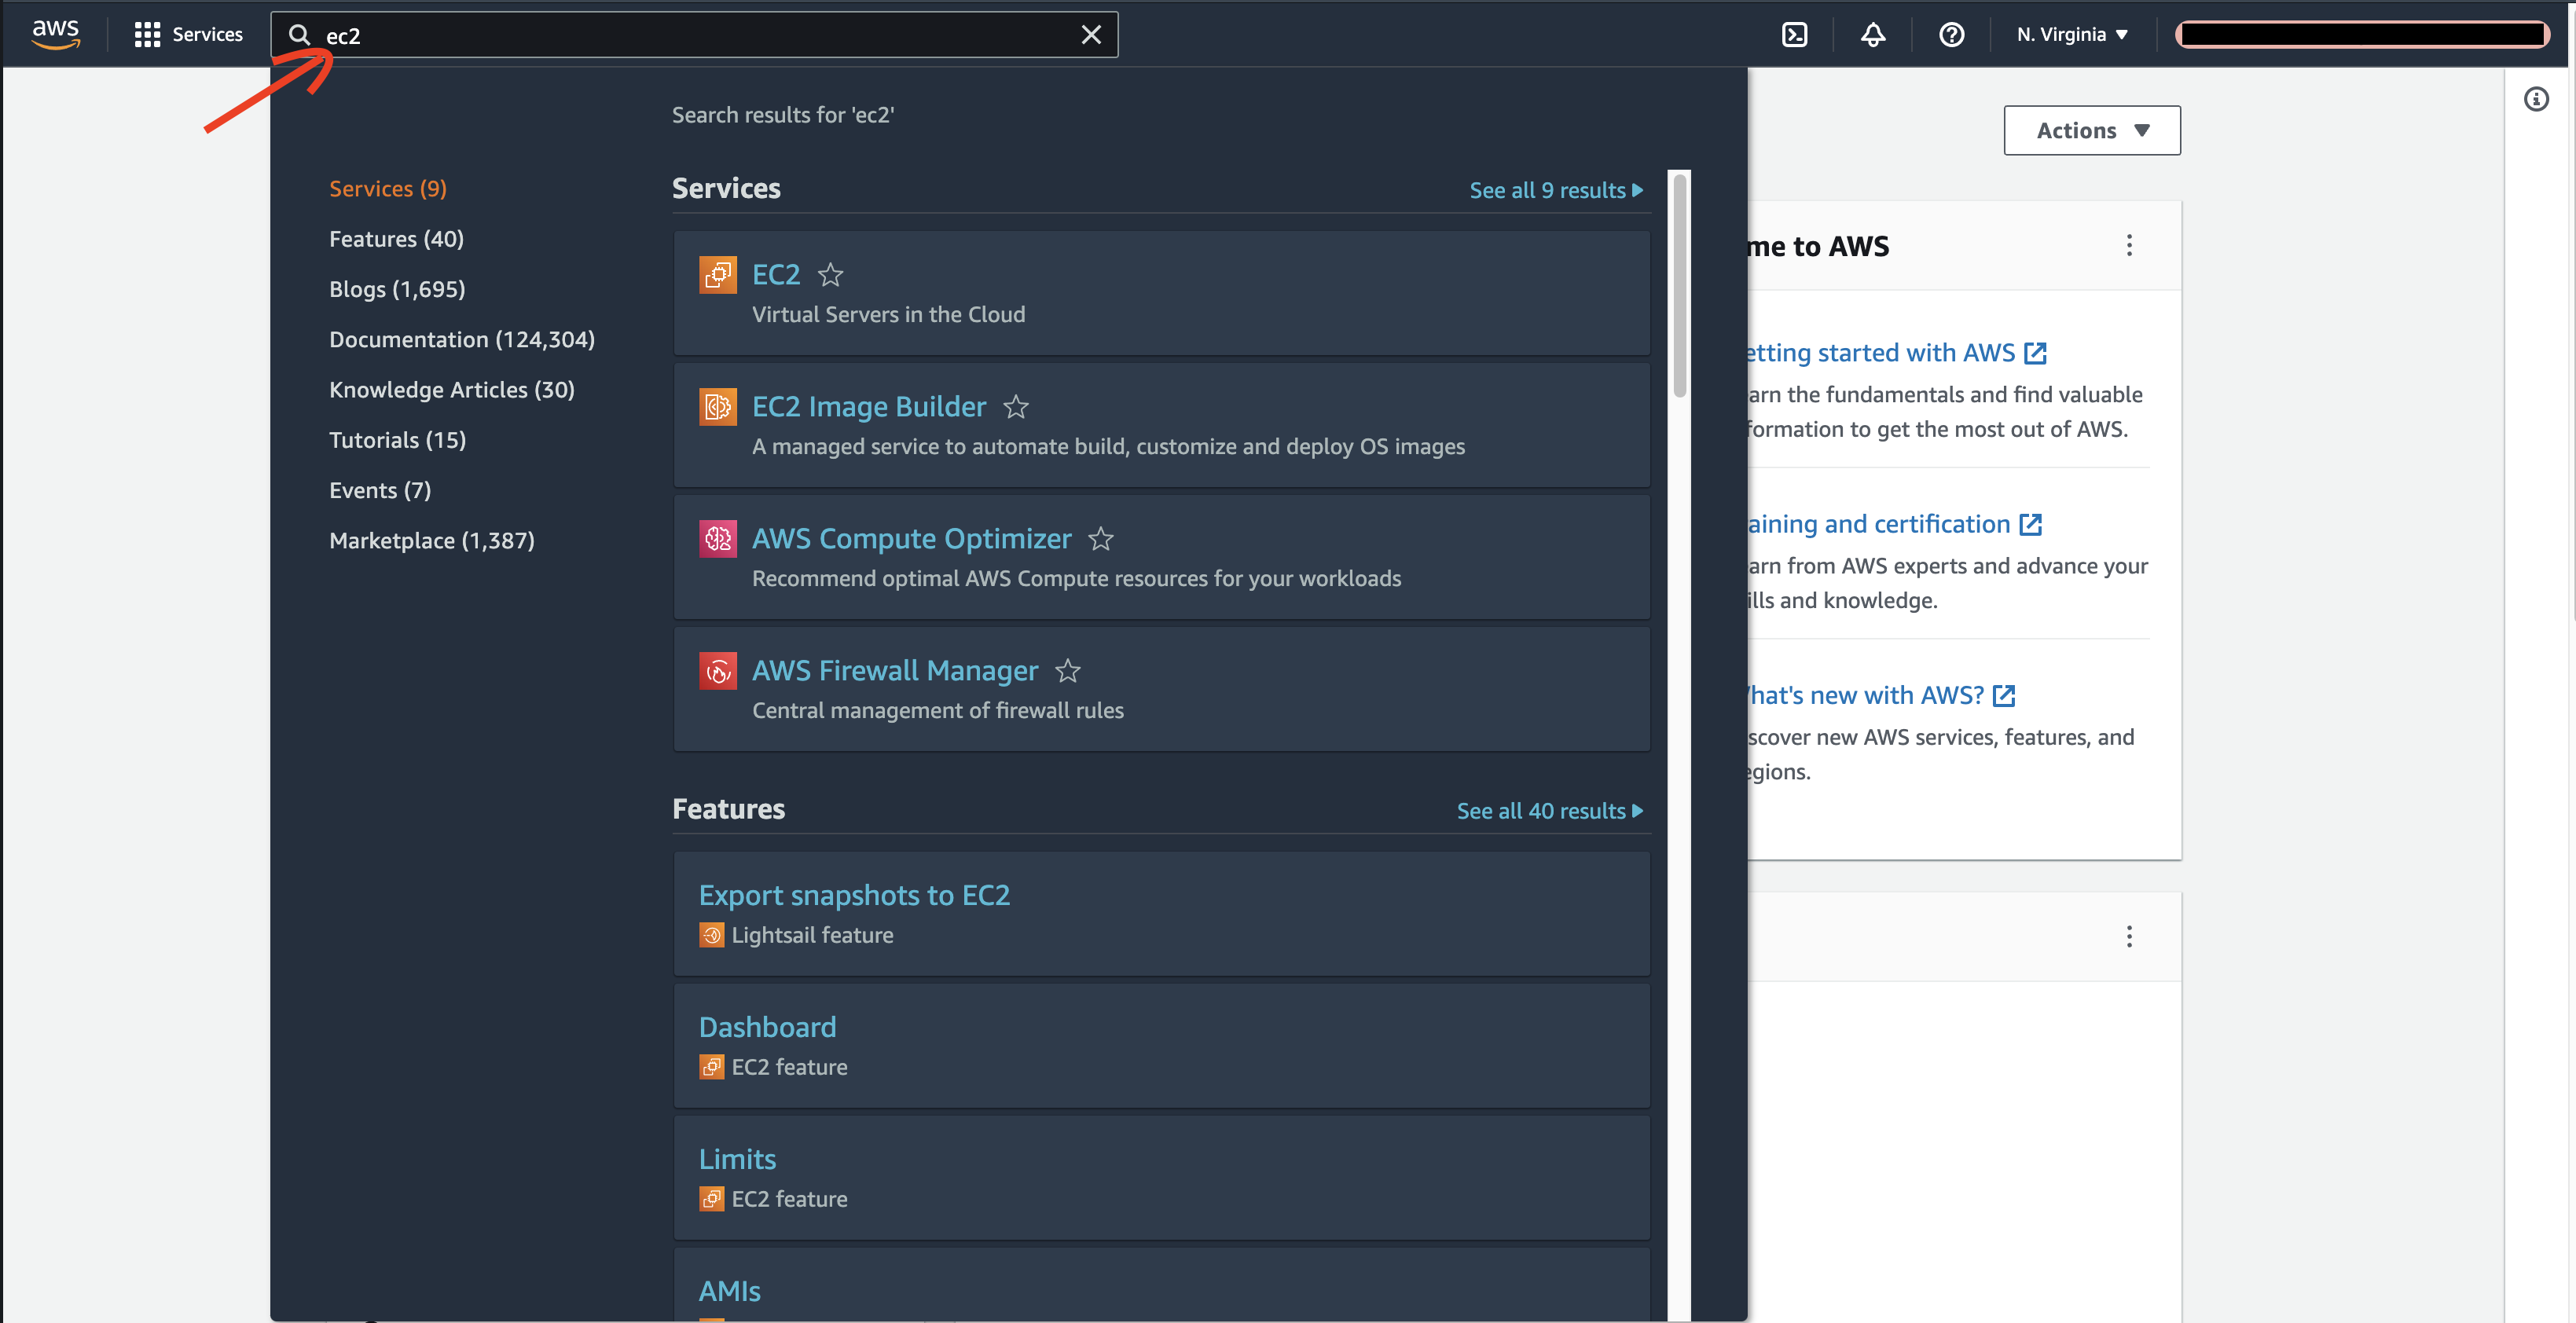 aws
Services
ec2
N. Virginia
Search results for 'ec2'
Services (9)
Features (40)
Blogs (1,695)
Documentation (124,304)
Knowledge Articles (30)
Tutorials (15)
Events (7)
Marketplace (1,387)
Services
See all 9 results
EC2
Virtual Servers in the Cloud
EC2 Image Builder
A managed service to automate build, customize and deploy OS images
AWS Compute Optimizer
Recommend optimal AWS Compute resources for your workloads
AWS Firewall Manager
Central management of firewall rules
Features
See all 40 results
Export snapshots to EC2
Lightsail feature
Dashboard
EC2 feature
Limits
EC2 feature
AMIs
Actions
me to AWS
etting started with AWS
arn the fundamentals and find valuable
formation to get the most out of AWS.
aining and certification
arn from AWS experts and advance your
ills and knowledge.
hat's new with AWS?
scover new AWS services, features, and
egions.